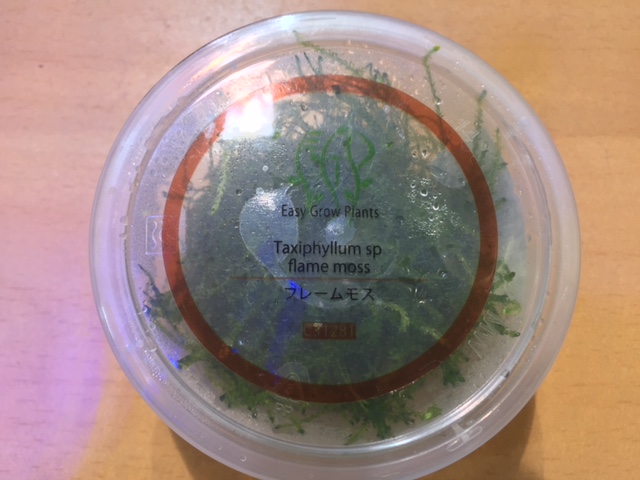 Easy Grow Plants
Taxiphyllum sp
flame moss
フレームモス